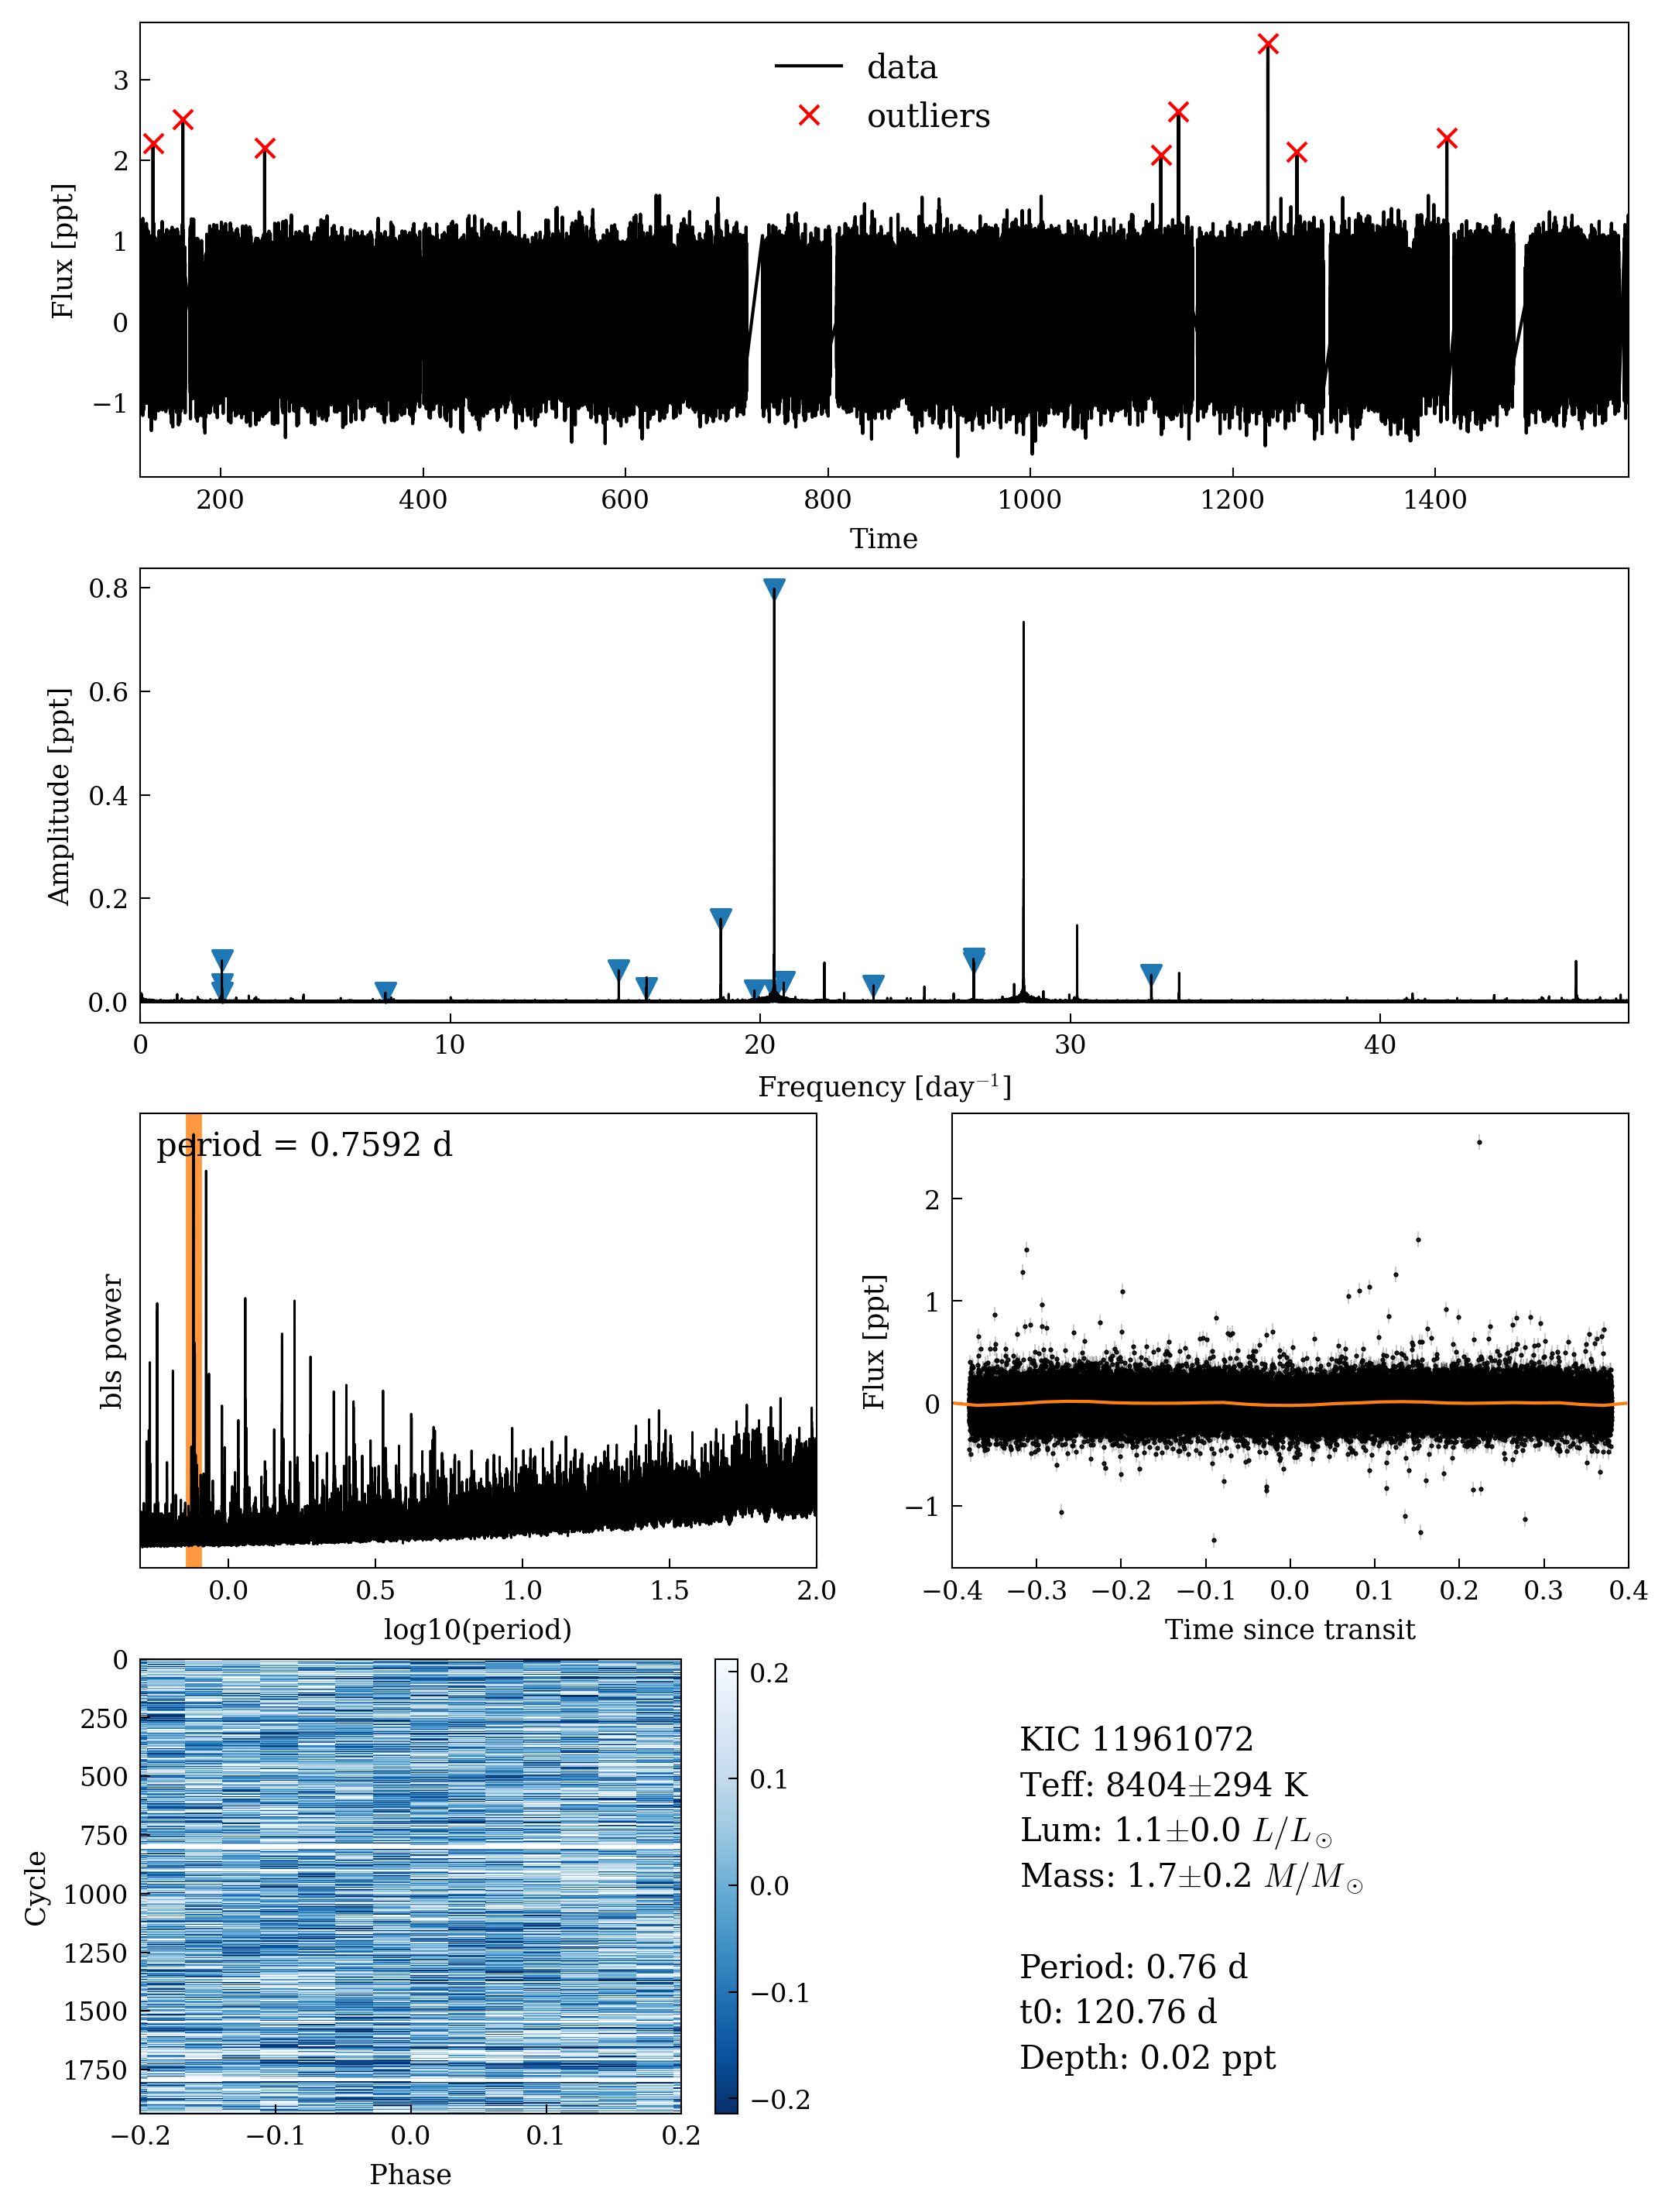 data
outliers
3
2
1
0
−1
Flux [ppt]
200 400 600 800 1000 1200 1400
Time
0.8
0.6
0.4
0.2
0.0
Amplitude [ppt]
0 10 20 30 40
Frequency [day⁻¹]
period = 0.7592 d
bls power
0.0 0.5 1.0 1.5 2.0
log10(period)
2
1
0
−1
Flux [ppt]
−0.4 −0.3 −0.2 −0.1 0.0 0.1 0.2 0.3 0.4
Time since transit
0
250
500
750
1000
1250
1500
1750
Cycle
−0.2 −0.1 0.0 0.1 0.2
Phase
0.2
0.1
0.0
−0.1
−0.2
KIC 11961072
Teff: 8404±294 K
Lum: 1.1±0.0 L/L⊙
Mass: 1.7±0.2 M/M⊙
Period: 0.76 d
t0: 120.76 d
Depth: 0.02 ppt